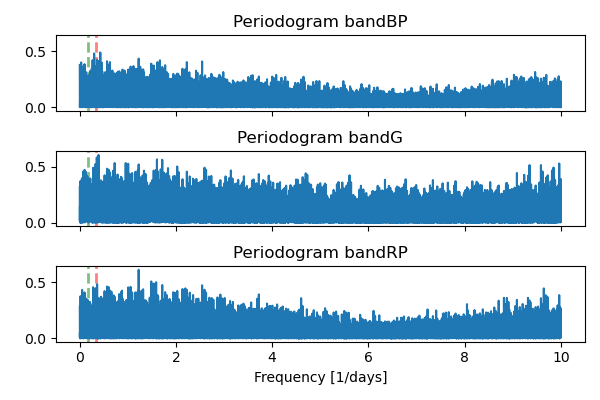 Periodogram bandBP
0.5
0.0
Periodogram bandG
0.5
0.0
Periodogram bandRP
0.5
0.0
0 2 4 6 8 10
Frequency [1/days]